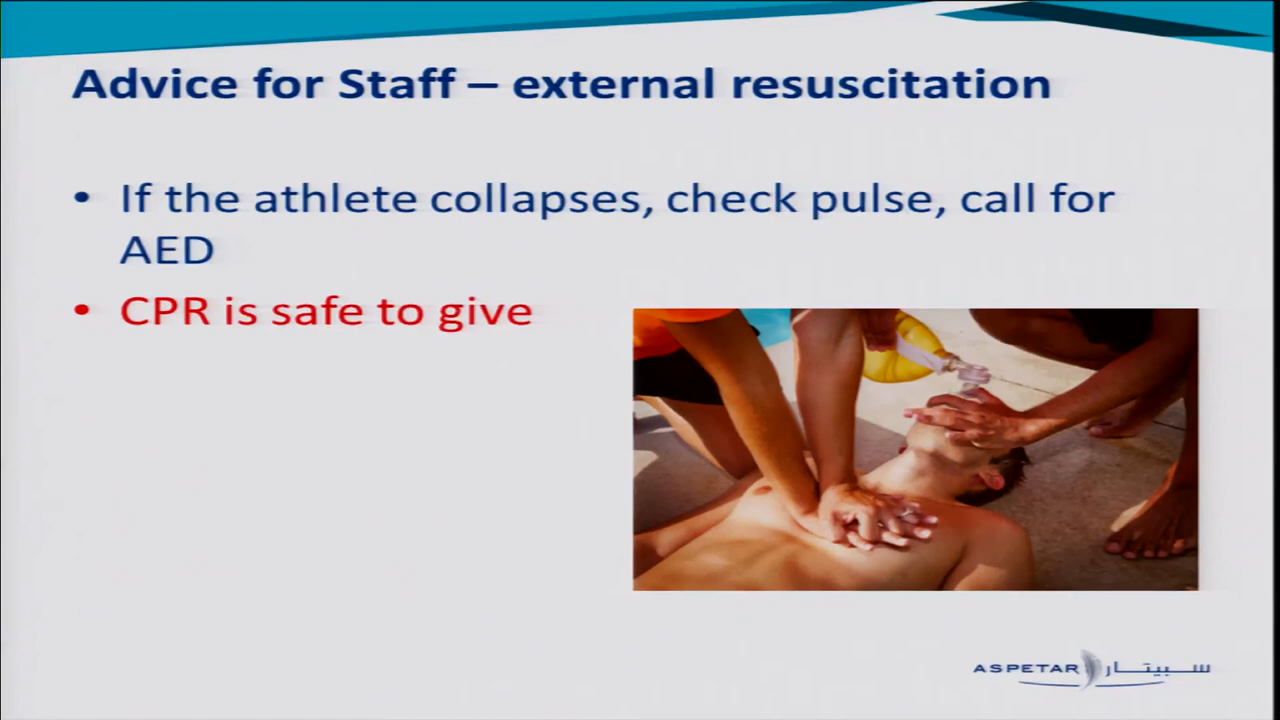 Advice for Staff – external resuscitation
• If the athlete collapses, check pulse, call for
AED
• CPR is safe to give
ASPETAR سبيتار